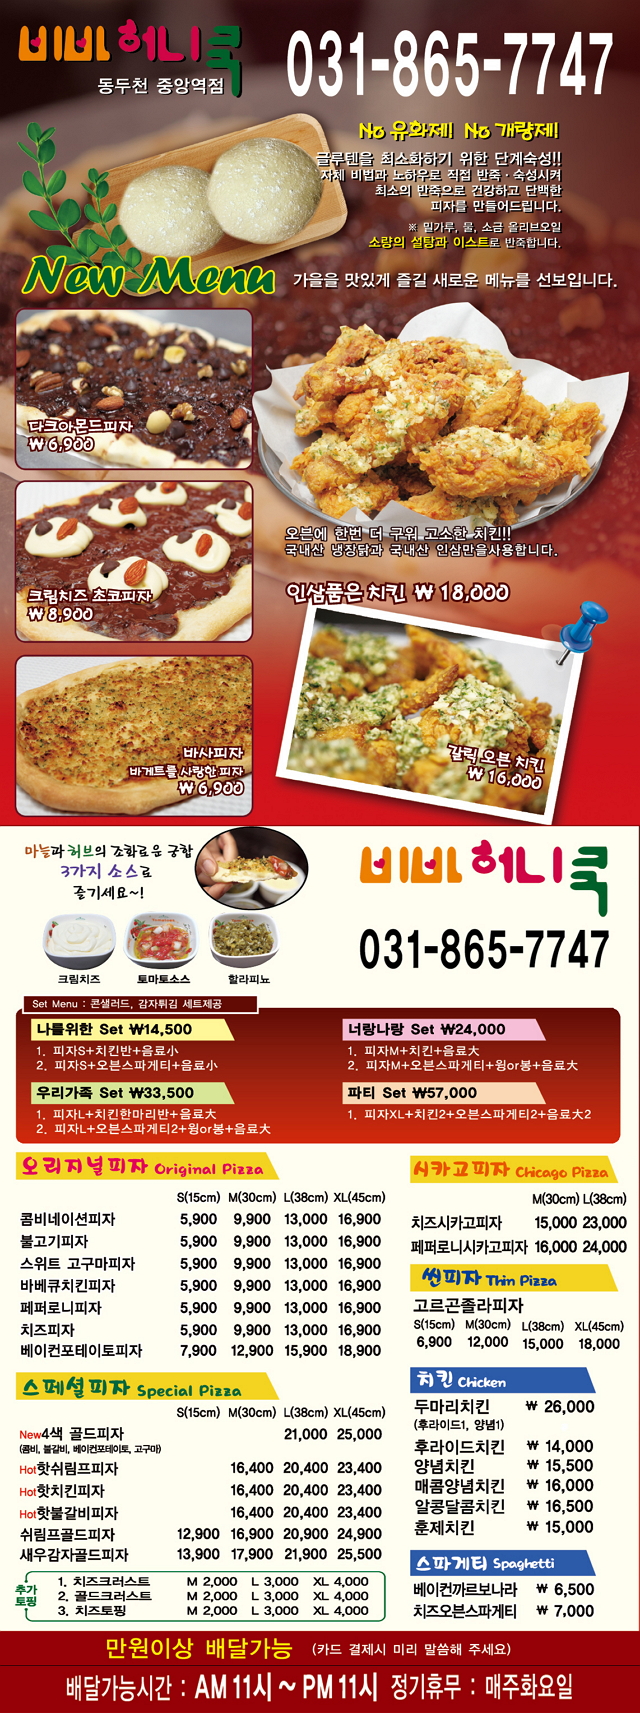 비비허니쿡
동두천 중앙역점
031-865-7747
No 유화제! No 개량제!
글루텐을 최소화하기 위한 단계숙성!!
자체 비법과 노하우로 직접 반죽·숙성시켜
최소의 반죽으로 건강하고 단백한
피자를 만들어드립니다.
※ 밀가루, 물, 소금 올리브오일
소량의 설탕과 이스트로 반죽합니다.
New Menu
가을을 맛있게 즐길 새로운 메뉴를 선보입니다.
다크아몬드피자
₩ 6,900
크림치즈 초코피자
₩ 8,900
오븐에 한번 더 구워 고소한 치킨!!
국내산 냉장닭과 국내산 인삼만을사용합니다.
인삼품은 치킨 ₩ 18,000
바사피자
바게트를 사랑한 피자
₩ 6,900
갈릭 오븐 치킨
₩ 16,000
마늘과 허브의 조화로운 궁합
3가지 소스로
즐기세요~!
크림치즈 토마토소스 할라피뇨
비비허니쿡
031-865-7747
Set Menu : 콘샐러드, 감자튀김 세트제공
나를위한 Set ₩14,500
1. 피자S+치킨반+음료小
2. 피자S+오븐스파게티+음료小
너랑나랑 Set ₩24,000
1. 피자M+치킨+음료大
2. 피자M+오븐스파게티+윙or봉+음료大
우리가족 Set ₩33,500
1. 피자L+치킨한마리반+음료大
2. 피자L+오븐스파게티2+윙or봉+음료大
파티 Set ₩57,000
1. 피자XL+치킨2+오븐스파게티2+음료大2
오리지널피자 Original Pizza
S(15cm) M(30cm) L(38cm) XL(45cm)
콤비네이션피자 5,900 9,900 13,000 16,900
불고기피자 5,900 9,900 13,000 16,900
스위트 고구마피자 5,900 9,900 13,000 16,900
바베큐치킨피자 5,900 9,900 13,000 16,900
페퍼로니피자 5,900 9,900 13,000 16,900
치즈피자 5,900 9,900 13,000 16,900
베이컨포테이토피자 7,900 12,900 15,900 18,900
스페셜피자 Special Pizza
S(15cm) M(30cm) L(38cm) XL(45cm)
New4색 골드피자 21,000 25,000
(콤비, 불갈비, 베이컨포테이토, 고구마)
Hot핫쉬림프피자 16,400 20,400 23,400
Hot핫치킨피자 16,400 20,400 23,400
Hot핫불갈비피자 16,400 20,400 23,400
쉬림프골드피자 12,900 16,900 20,900 24,900
새우감자골드피자 13,900 17,900 21,900 25,500
추가
토핑
1. 치즈크러스트 M 2,000 L 3,000 XL 4,000
2. 골드크러스트 M 2,000 L 3,000 XL 4,000
3. 치즈토핑 M 2,000 L 3,000 XL 4,000
시카고피자 Chicago Pizza
M(30cm) L(38cm)
치즈시카고피자 15,000 23,000
페퍼로니시카고피자 16,000 24,000
씬피자 Thin Pizza
고르곤졸라피자
S(15cm) M(30cm) L(38cm) XL(45cm)
6,900 12,000 15,000 18,000
치킨 Chicken
두마리치킨 ₩ 26,000
(후라이드1, 양념1)
후라이드치킨 ₩ 14,000
양념치킨 ₩ 15,500
매콤양념치킨 ₩ 16,000
알콩달콤치킨 ₩ 16,500
훈제치킨 ₩ 15,000
스파게티 Spaghetti
베이컨까르보나라 ₩ 6,500
치즈오븐스파게티 ₩ 7,000
만원이상 배달가능 (카드 결제시 미리 말씀해 주세요)
배달가능시간 : AM 11시 ~ PM 11시 정기휴무 : 매주화요일